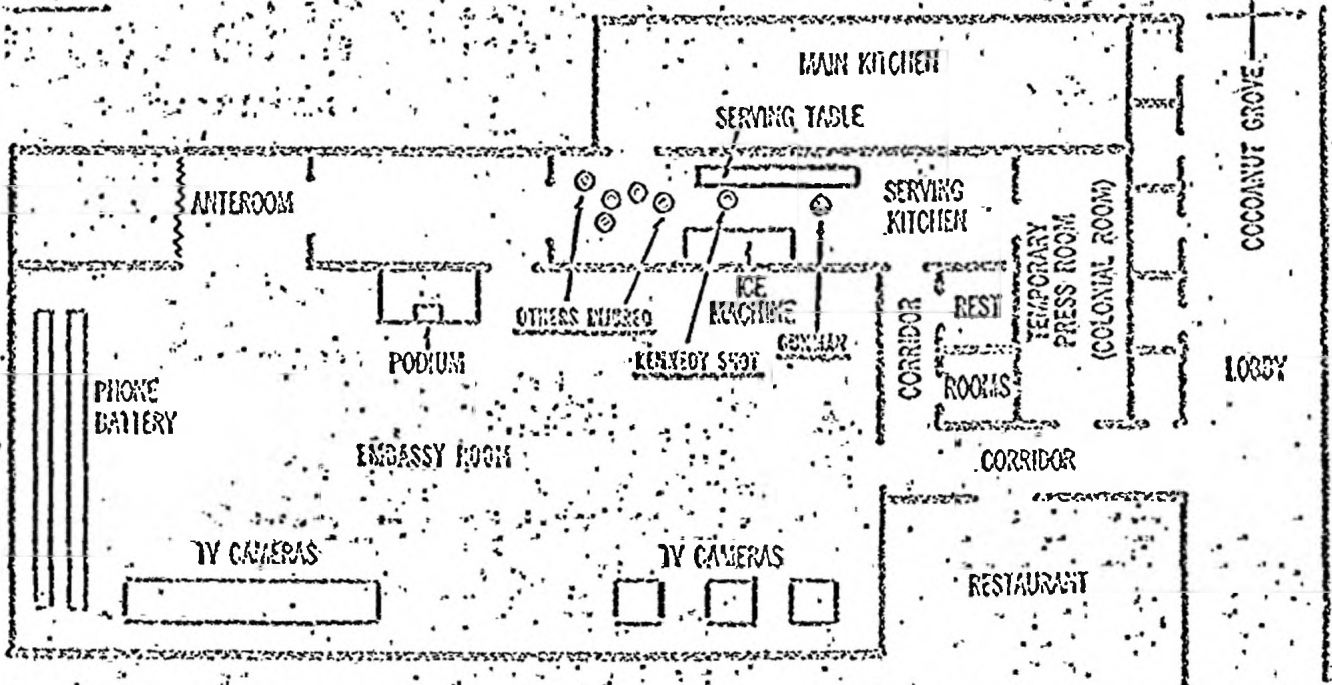 MAIN KITCHEN
SERVING TABLE
COCOANUT GROVE
ANTEROOM
SERVING
KITCHEN
TEMPORARY
PRESS ROOM
(COLONIAL ROOM)
OTHERS INJURED
ICE
MACHINE
REST
ROOMS
CORRIDOR
GUNMAN
KENNEDY SHOT
PODIUM
LOBBY
PHONE
BATTERY
EMBASSY ROOM
CORRIDOR
TV CAMERAS
TV CAMERAS
RESTAURANT